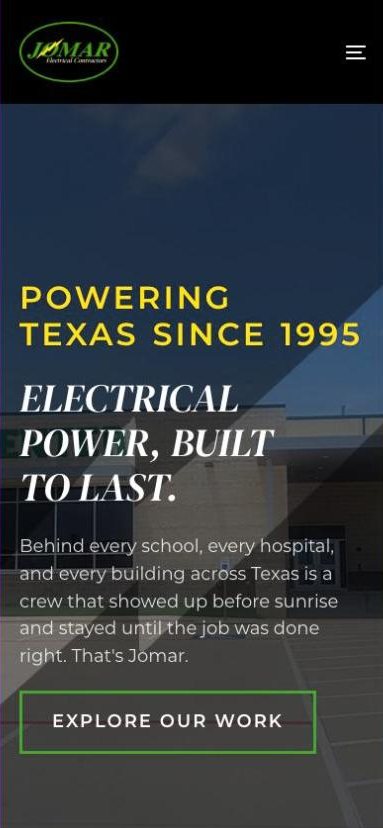 JOMAR
Electrical Contractors
POWERING
TEXAS SINCE 1995
ELECTRICAL
POWER, BUILT
TO LAST.
Behind every school, every hospital,
and every building across Texas is a
crew that showed up before sunrise
and stayed until the job was done
right. That's Jomar.
EXPLORE OUR WORK